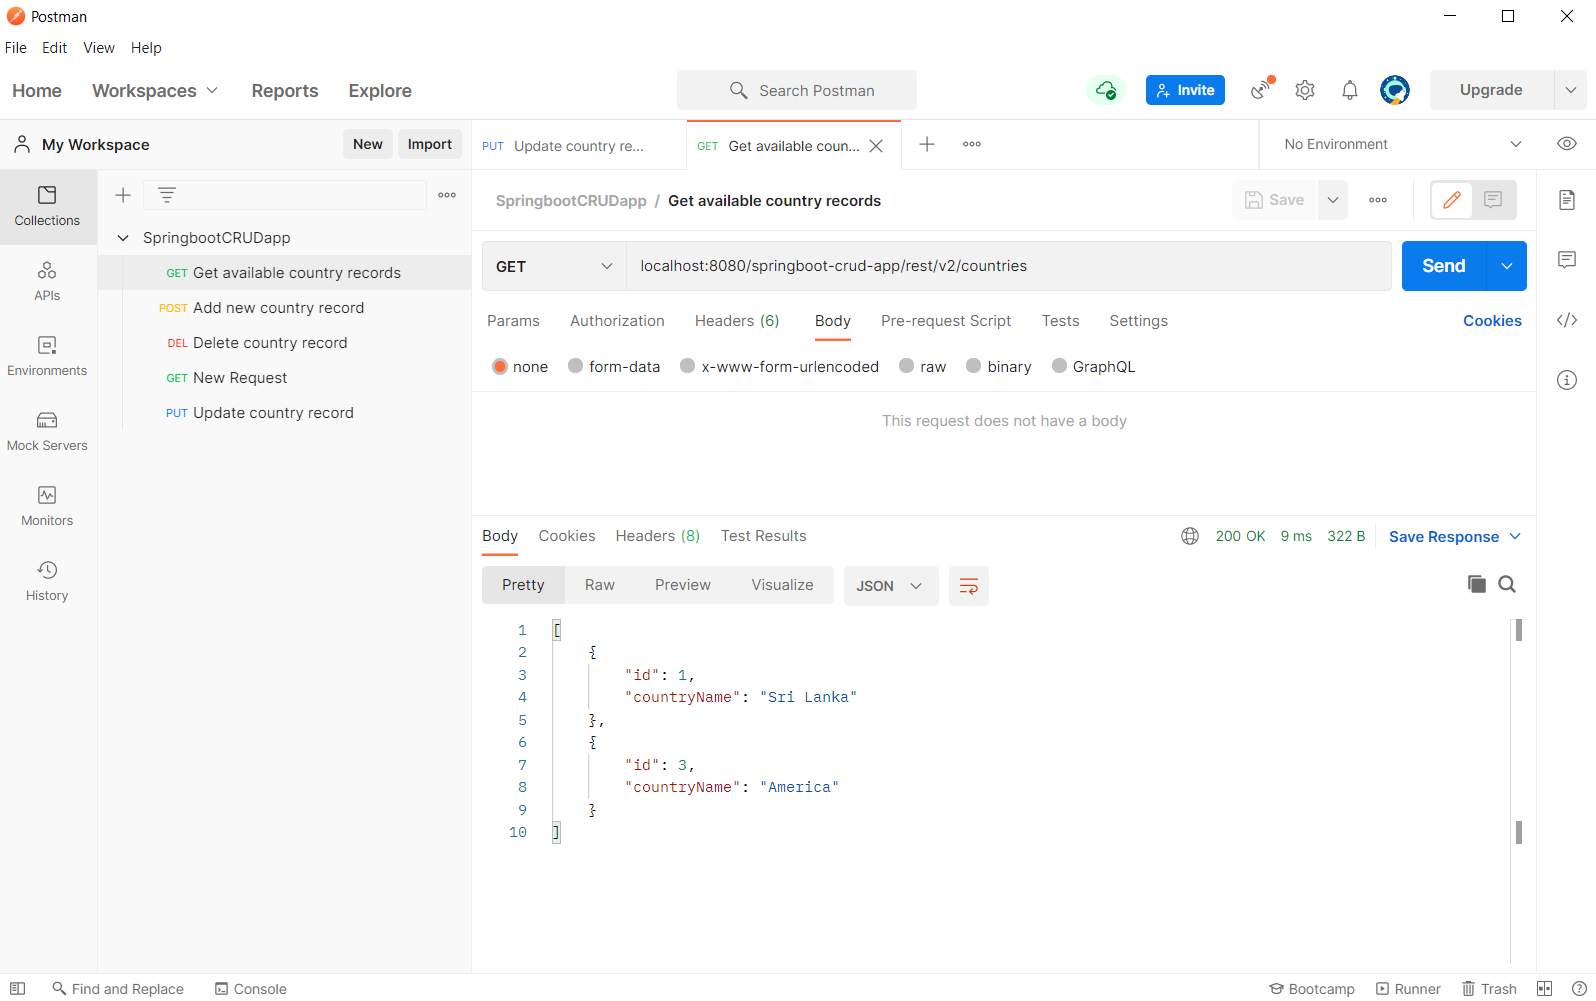 Postman
File Edit View Help
Home Workspaces Reports Explore Search Postman Invite Upgrade
My Workspace New Import PUT Update country re... GET Get available coun... No Environment
Collections
SpringbootCRUDapp / Get available country records Save
SpringbootCRUDapp
GET Get available country records
POST Add new country record
DEL Delete country record
GET New Request
PUT Update country record
APIs
Environments
Mock Servers
Monitors
History
GET localhost:8080/springboot-crud-app/rest/v2/countries Send
Params Authorization Headers (6) Body Pre-request Script Tests Settings Cookies
none form-data x-www-form-urlencoded raw binary GraphQL
This request does not have a body
Body Cookies Headers (8) Test Results 200 OK 9 ms 322 B Save Response
Pretty Raw Preview Visualize JSON
1 [
2 {
3 "id": 1,
4 "countryName": "Sri Lanka"
5 },
6 {
7 "id": 3,
8 "countryName": "America"
9 }
10 ]
Find and Replace Console Bootcamp Runner Trash